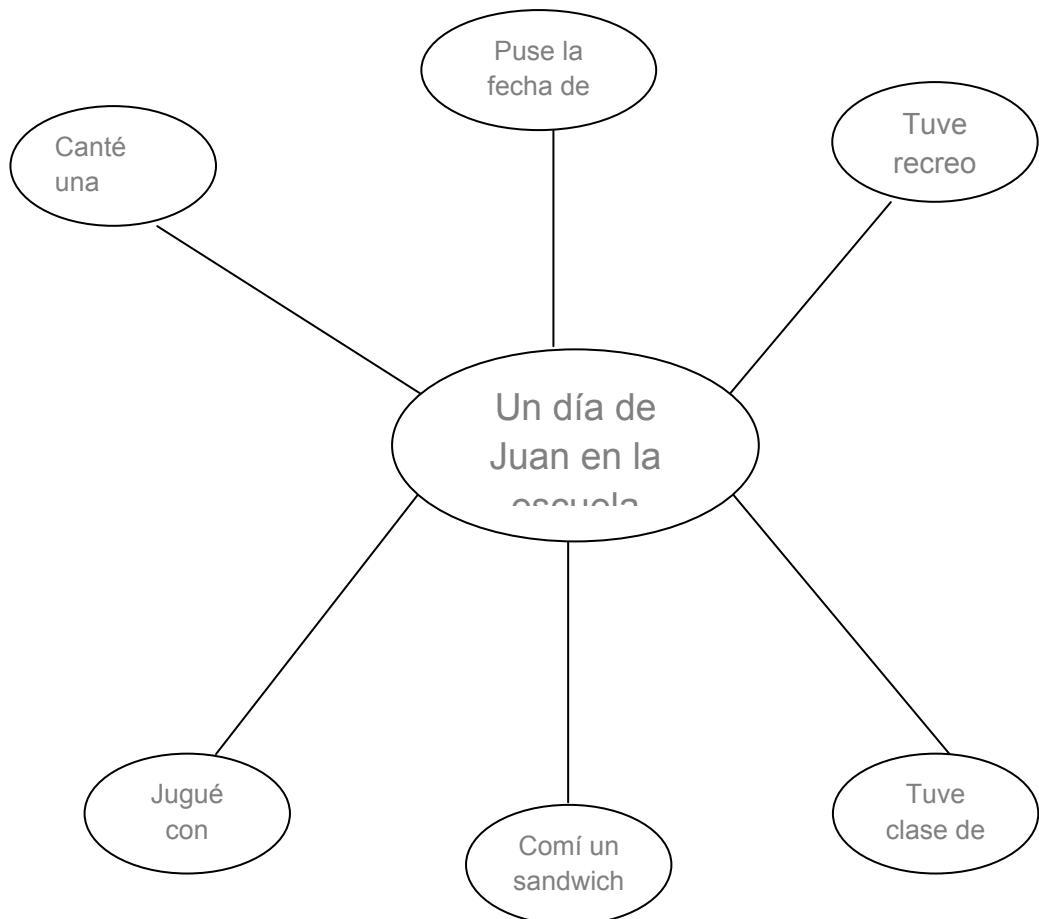 Puse la
fecha de
Canté
una
Tuve
recreo
Un día de
Juan en la
escuela
Jugué
con
Comí un
sandwich
Tuve
clase de